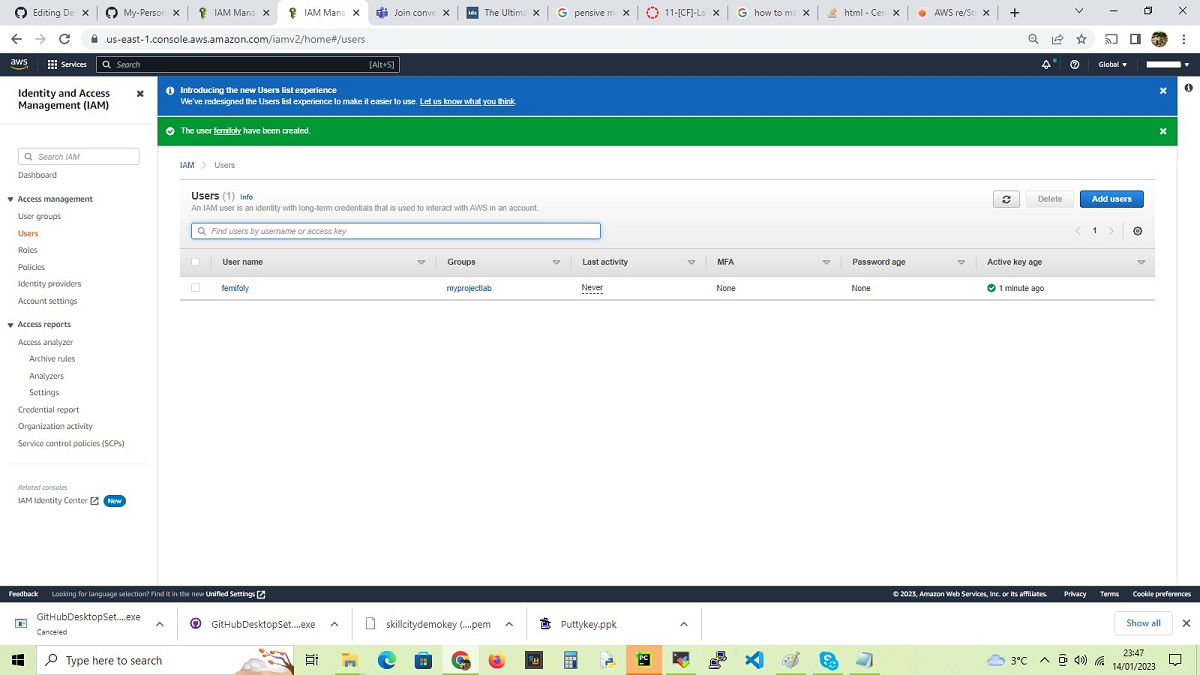 Editing De
My-Person
IAM Mana
IAM Mana
Join conve
The Ultima
pensive m
11-[CF]-La
how to ma
html - Cen
AWS re/Sta
us-east-1.console.aws.amazon.com/iamv2/home#/users
aws
Services
Search
[Alt+S]
Global
Identity and Access
Management (IAM)
Introducing the new Users list experience
We've redesigned the Users list experience to make it easier to use. Let us know what you think.
The user femifoly have been created.
Search IAM
Dashboard
Access management
User groups
Users
Roles
Policies
Identity providers
Account settings
Access reports
Access analyzer
Archive rules
Analyzers
Settings
Credential report
Organization activity
Service control policies (SCPs)
Related consoles
IAM Identity Center
New
IAM > Users
Users (1) Info
An IAM user is an identity with long-term credentials that is used to interact with AWS in an account.
Delete
Add users
Find users by username or access key
1
User name
Groups
Last activity
MFA
Password age
Active key age
femifoly
myprojectlab
Never
None
None
1 minute ago
Feedback
Looking for language selection? Find it in the new Unified Settings
© 2023, Amazon Web Services, Inc. or its affiliates.
Privacy
Terms
Cookie preferences
GitHubDesktopSet....exe
Canceled
GitHubDesktopSet....exe
skillcitydemokey (....pem
Puttykey.ppk
Show all
Type here to search
3°C
23:47
14/01/2023